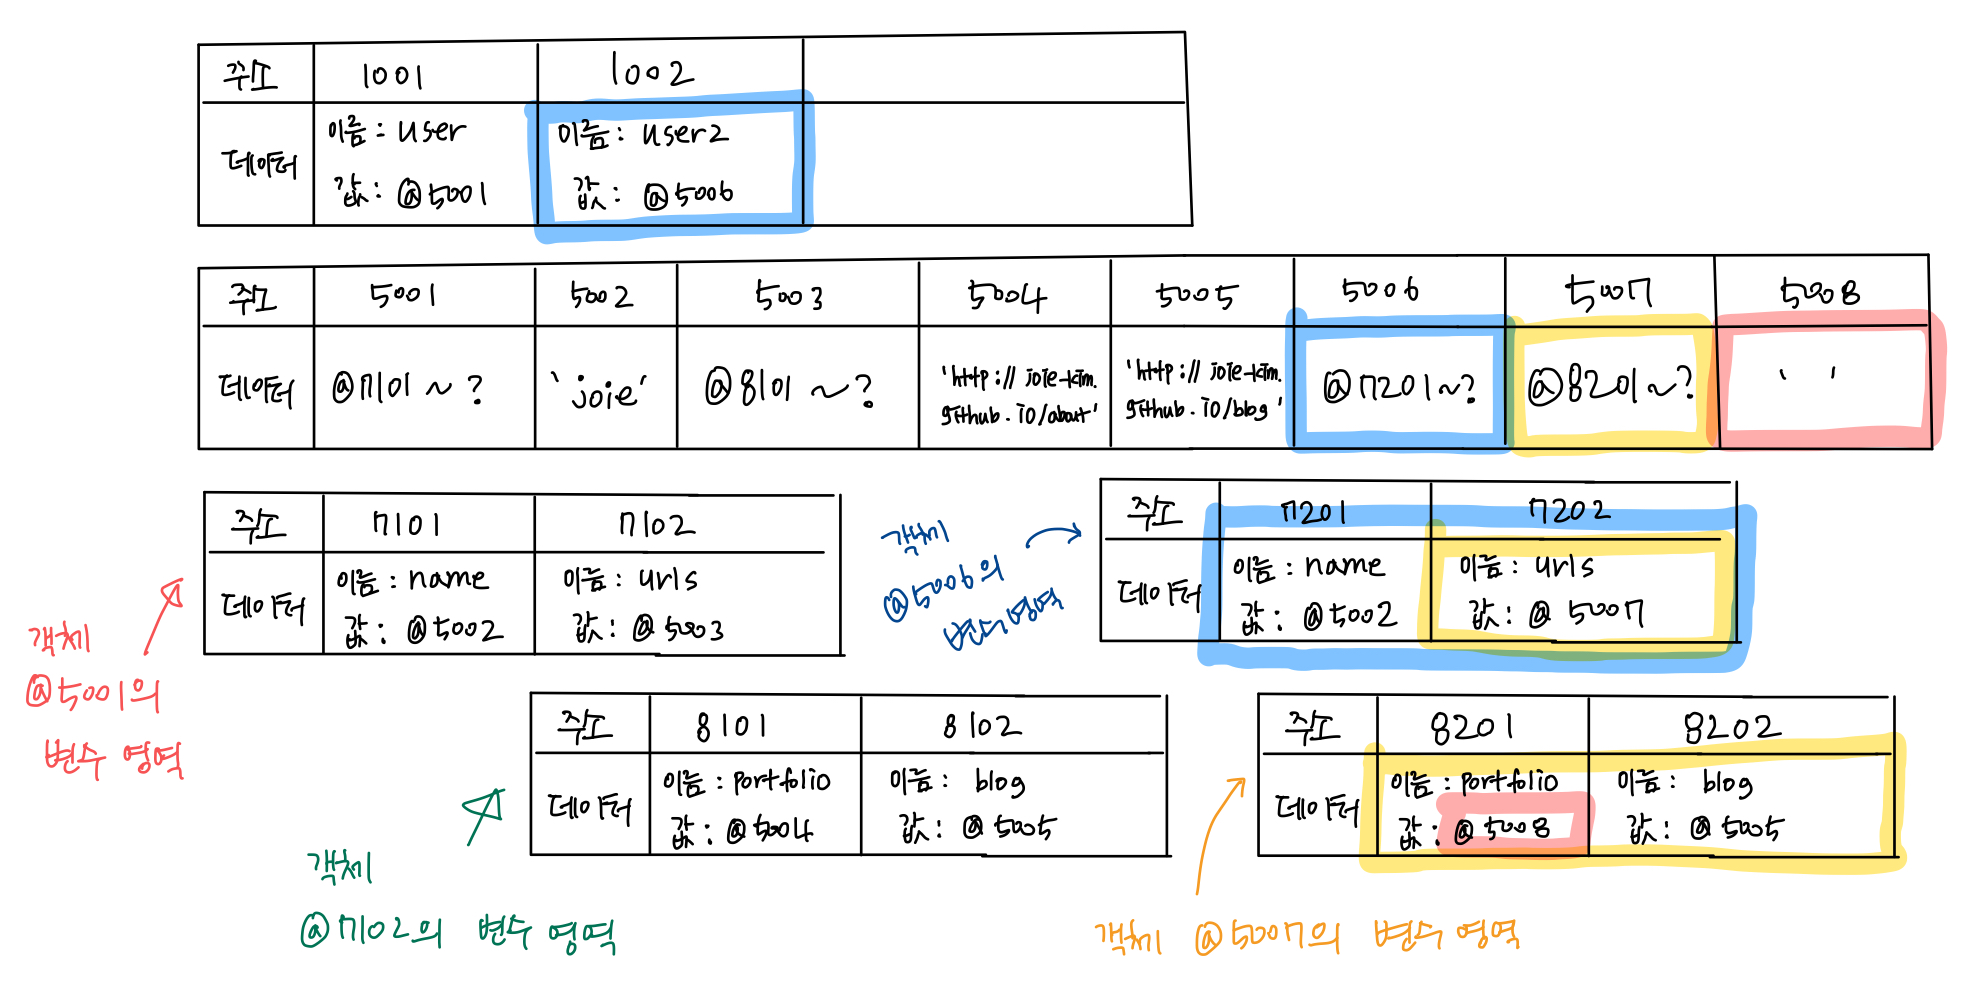 주소 1001 1002
데이터 이름 : user 이름 : user2
값 : @5001 값 : @5006
주소 5001 5002 5003 5004 5005 5006 5007 5008
데이터 @7101 ~ ? 'joie' @8101 ~ ? 'http://joie-kim. 'http://joie-kim. @7201~? @8201~? ' '
github.io/about' github.io/blog'
주소 7101 7102
데이터 이름 : name 이름 : urls
값 : @5002 값 : @5003
객체
@5001의
변수 영역
객체
@5006의
변수영역
주소 7201 7202
데이터 이름 : name 이름 : urls
값 : @5002 값 : @5007
주소 8101 8102
데이터 이름 : portfolio 이름 : blog
값 : @5004 값 : @5005
객체
@7102의 변수 영역
주소 8201 8202
데이터 이름 : portfolio 이름 : blog
값 : @5008 값 : @5005
객체 @5007의 변수영역